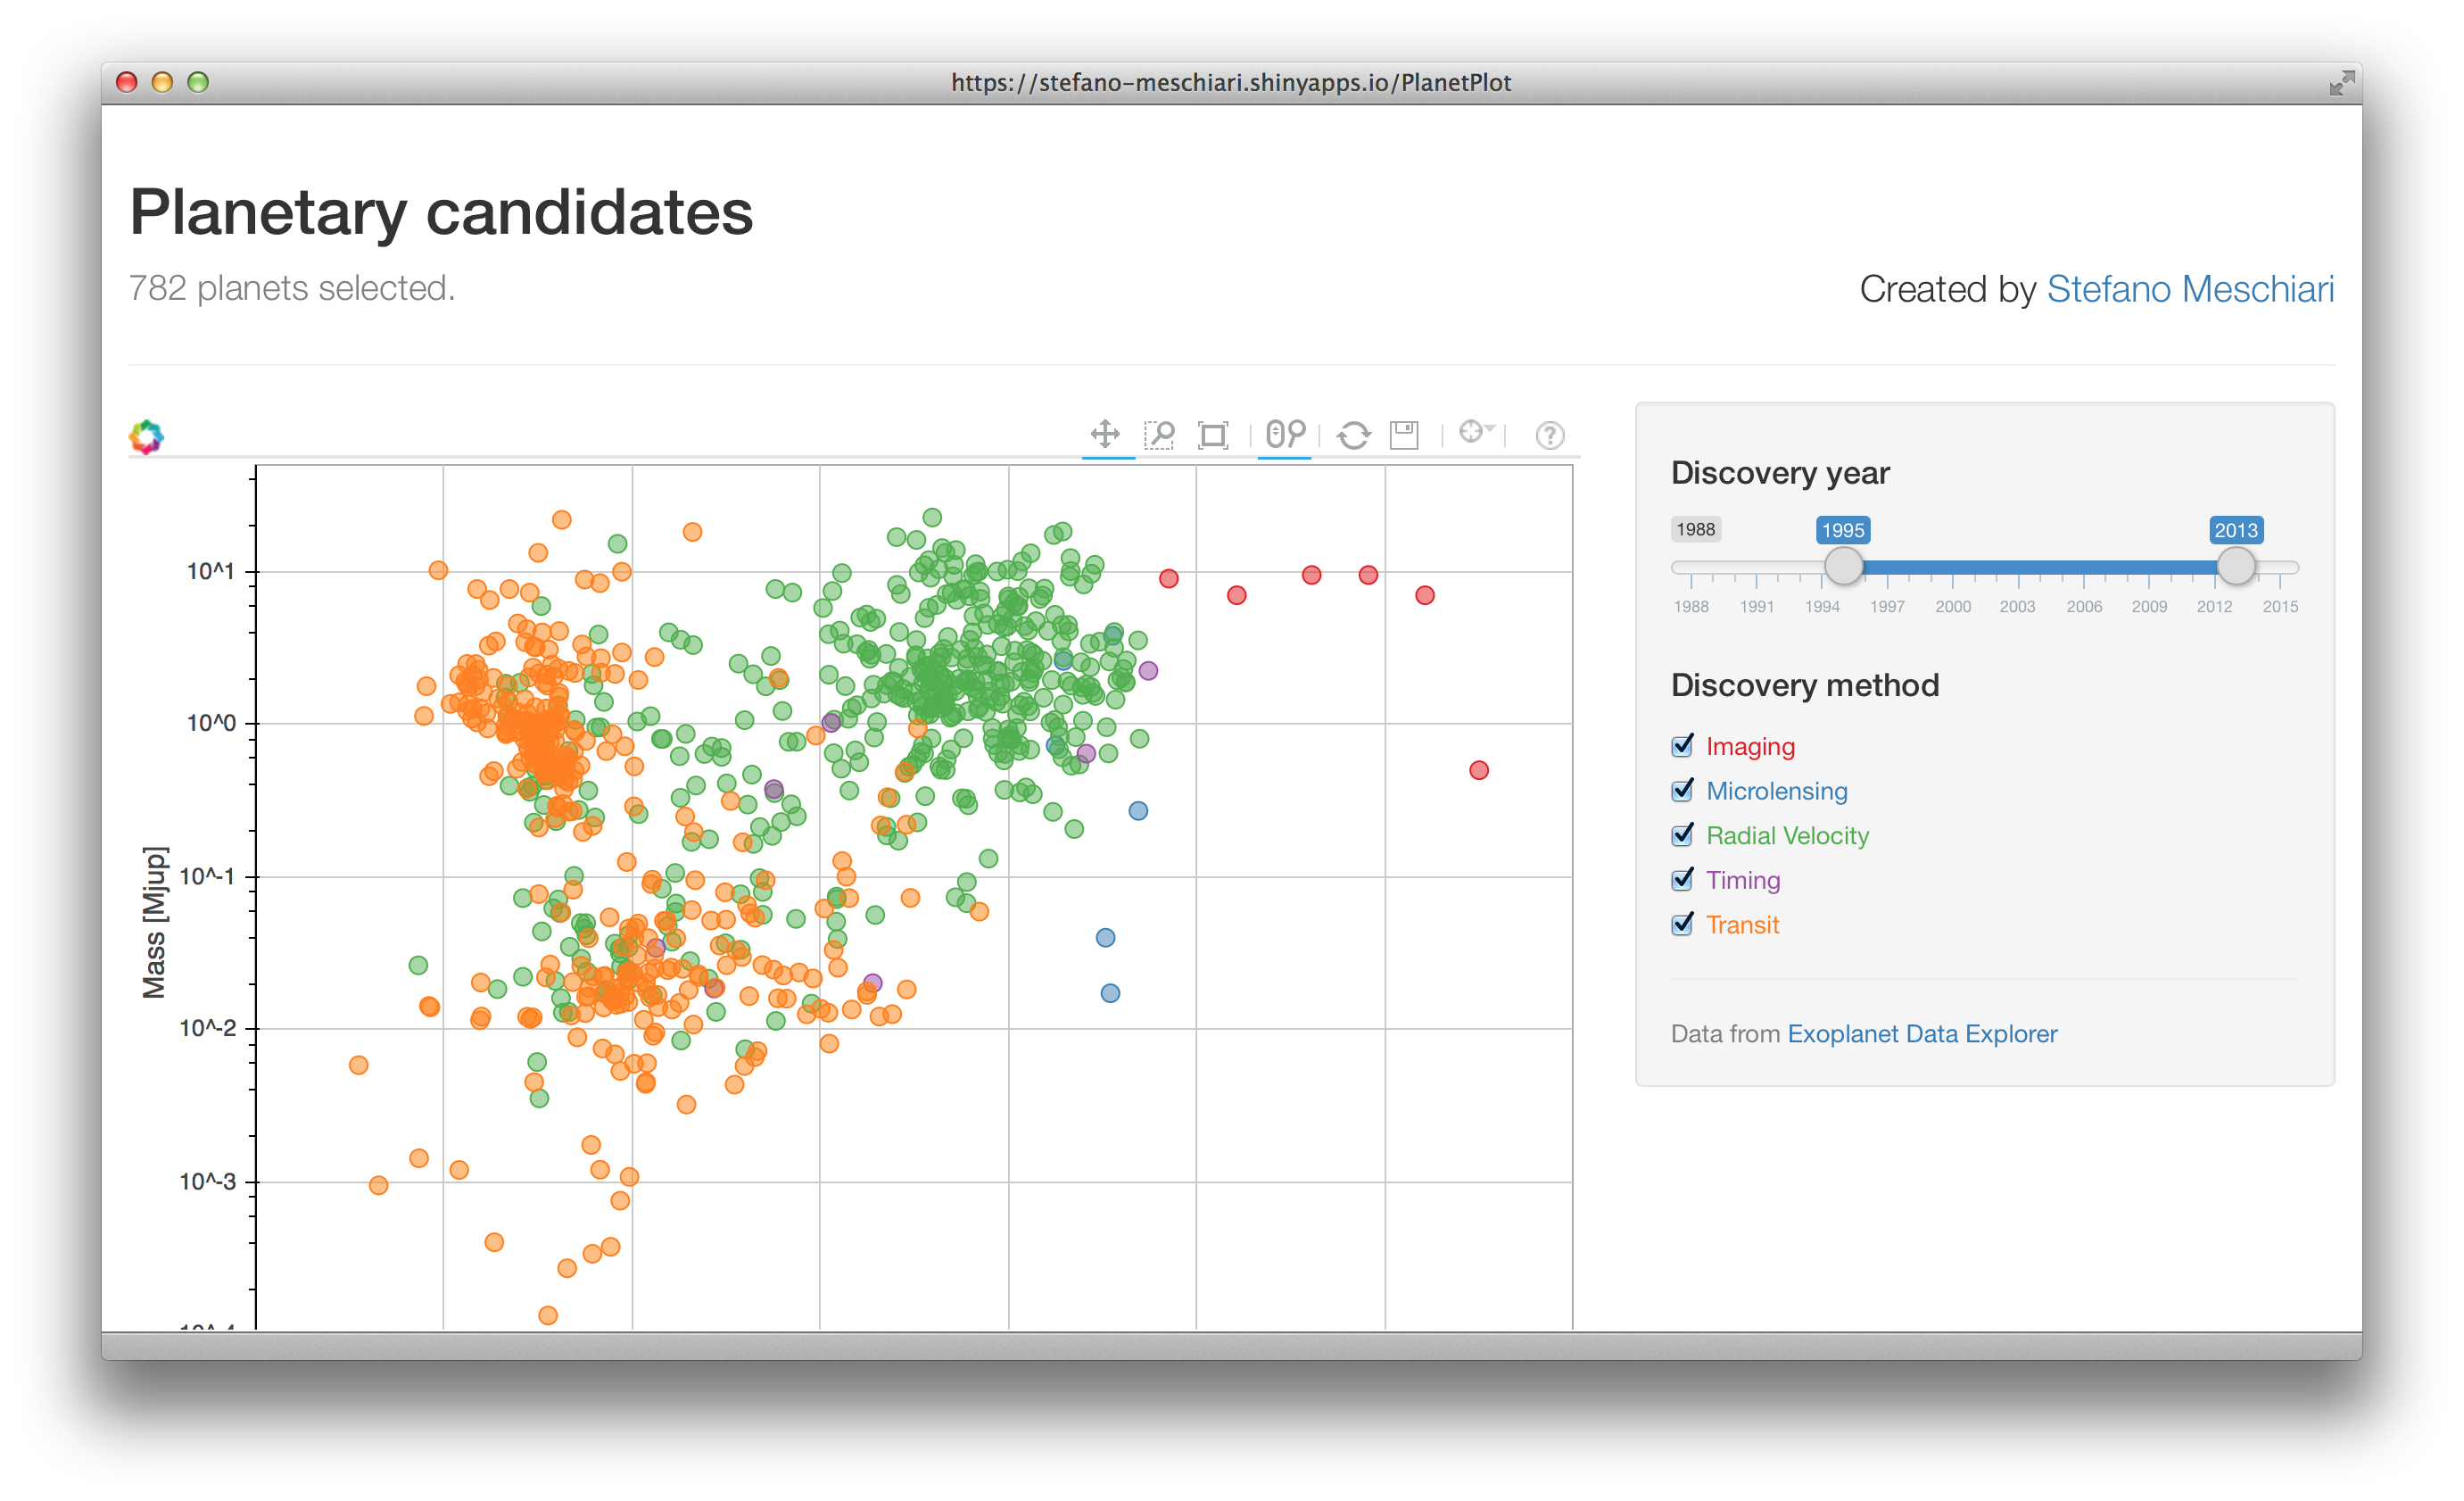 https://stefano-meschiari.shinyapps.io/PlanetPlot
Planetary candidates
782 planets selected.
Created by Stefano Meschiari
Discovery year
1988
1995
2013
1988 1991 1994 1997 2000 2003 2006 2009 2012 2015
Discovery method
Imaging
Microlensing
Radial Velocity
Timing
Transit
Data from Exoplanet Data Explorer
Mass [Mjup]
10^1
10^0
10^-1
10^-2
10^-3